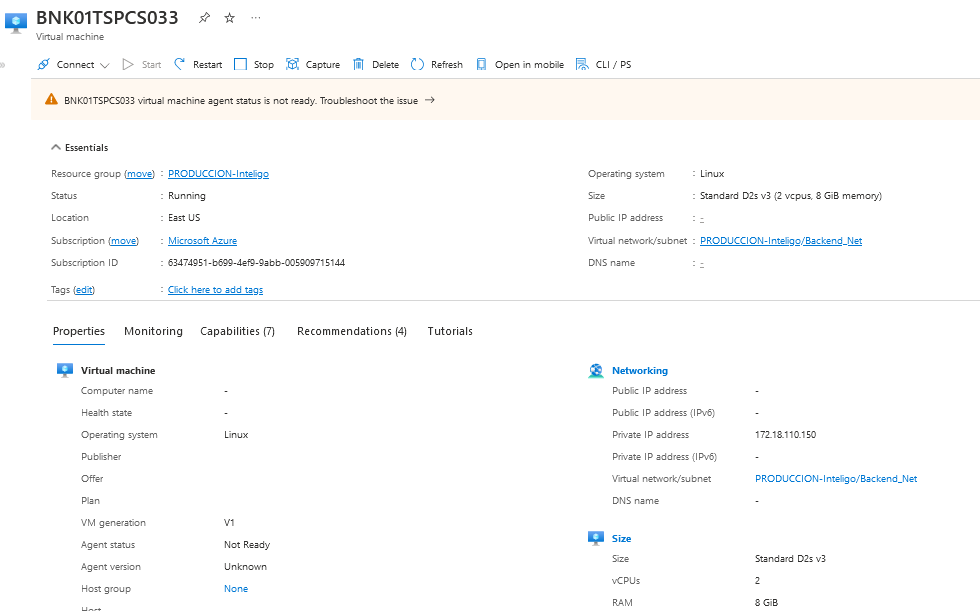 BNK01TSPCS033
Virtual machine
Connect Start Restart Stop Capture Delete Refresh Open in mobile CLI / PS
BNK01TSPCS033 virtual machine agent status is not ready. Troubleshoot the issue →
Essentials
Resource group (move) : PRODUCCION-Inteligo
Status : Running
Location : East US
Subscription (move) : Microsoft Azure
Subscription ID : 63474951-b699-4ef9-9abb-005909715144
Tags (edit) : Click here to add tags
Operating system : Linux
Size : Standard D2s v3 (2 vcpus, 8 GiB memory)
Public IP address : -
Virtual network/subnet : PRODUCCION-Inteligo/Backend_Net
DNS name : -
Properties Monitoring Capabilities (7) Recommendations (4) Tutorials
Virtual machine
Computer name -
Health state -
Operating system Linux
Publisher
Offer
Plan
VM generation V1
Agent status Not Ready
Agent version Unknown
Host group None
Host
Networking
Public IP address -
Public IP address (IPv6) -
Private IP address 172.18.110.150
Private IP address (IPv6) -
Virtual network/subnet PRODUCCION-Inteligo/Backend_Net
DNS name -
Size
Size Standard D2s v3
vCPUs 2
RAM 8 GiB